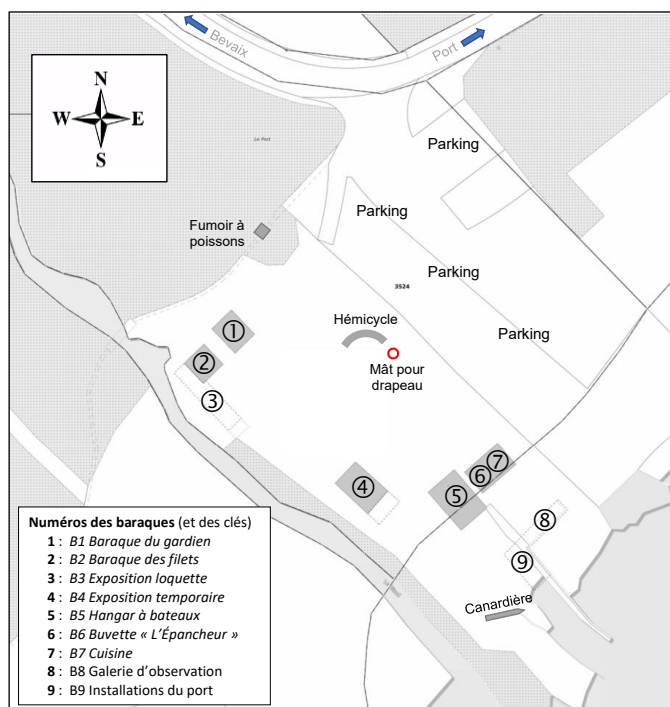 Bevaix
Port
N
W E
S
Le Port
Parking
Parking
Fumoir à
poissons
Parking
3524
Hémicycle
Parking
①
Mât pour
drapeau
②
③
④
⑦
⑥
⑤
⑧
⑨
Canardière
Numéros des baraques (et des clés)
1 : B1 Baraque du gardien
2 : B2 Baraque des filets
3 : B3 Exposition loquette
4 : B4 Exposition temporaire
5 : B5 Hangar à bateaux
6 : B6 Buvette « L’Épancheur »
7 : B7 Cuisine
8 : B8 Galerie d’observation
9 : B9 Installations du port